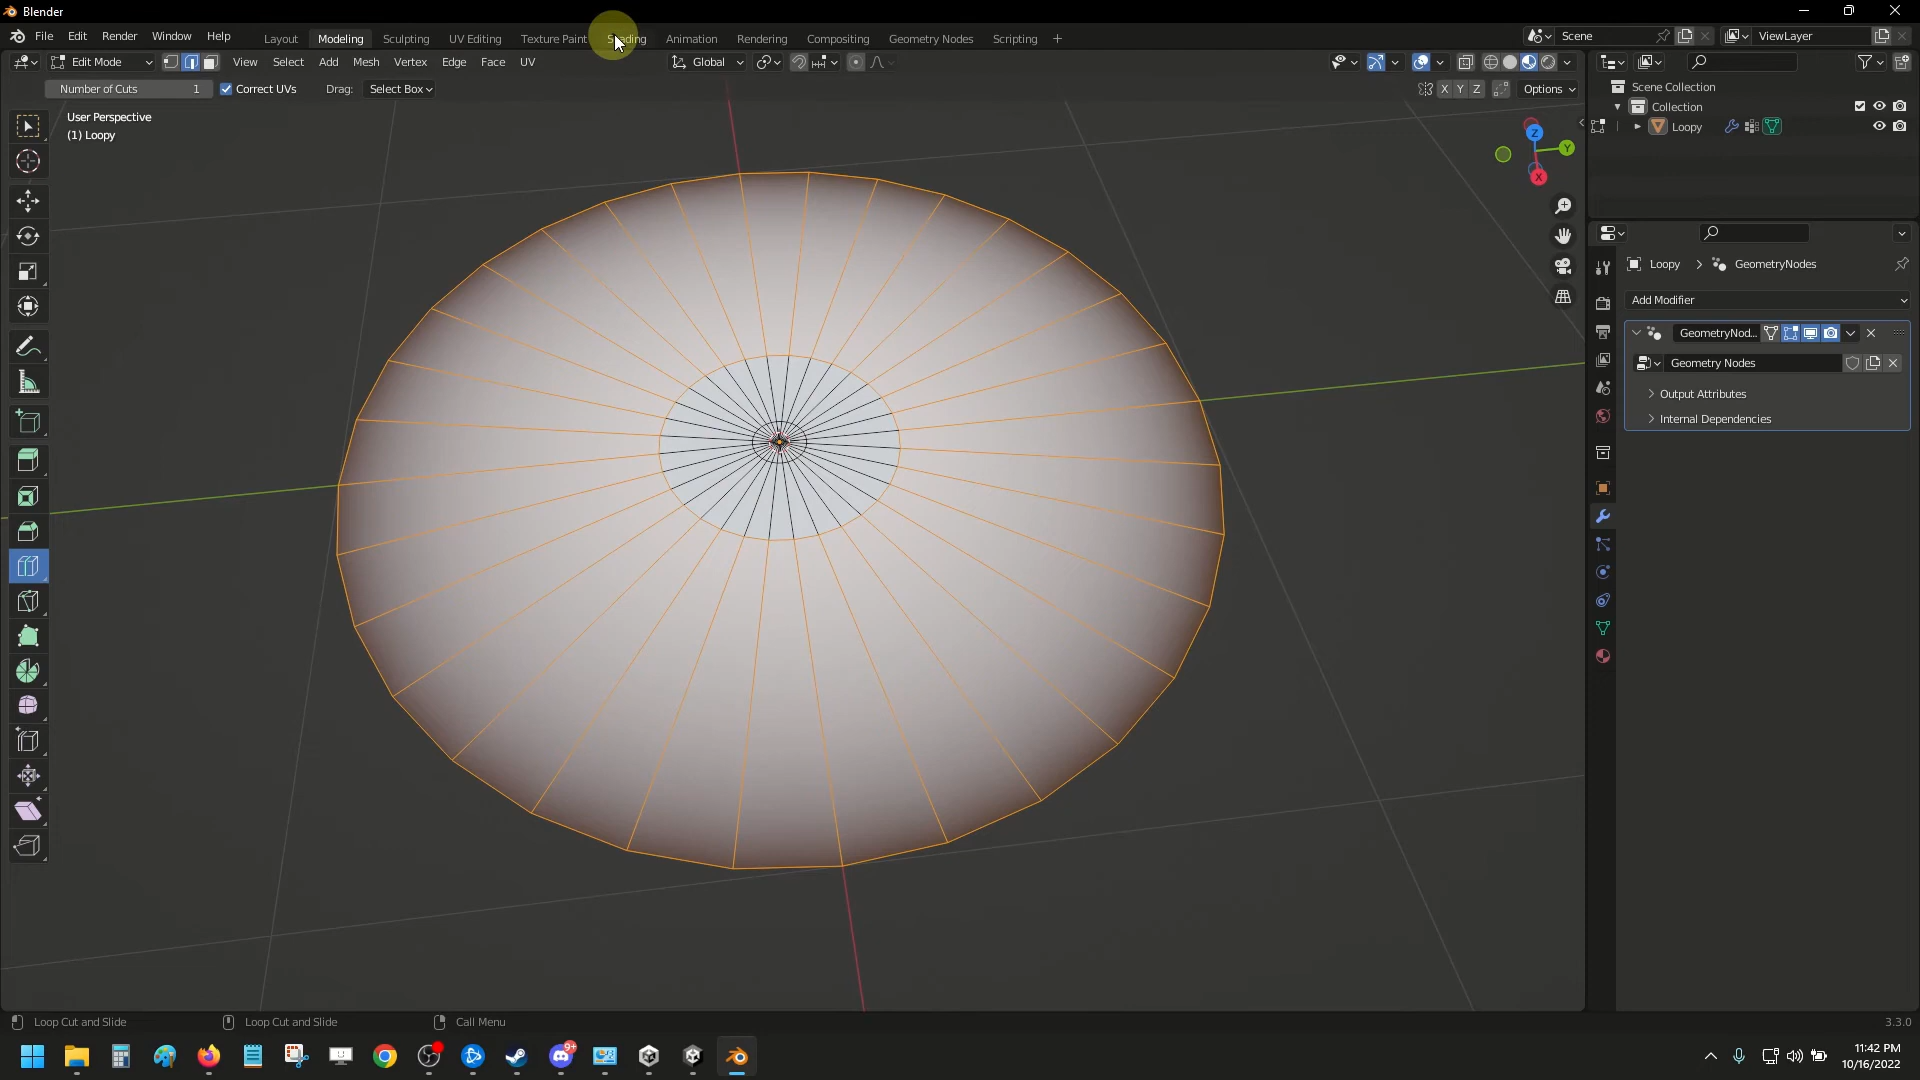 Blender
File Edit Render Window Help Layout Modeling Sculpting UV Editing Texture Paint Shading Animation Rendering Compositing Geometry Nodes Scripting + Scene ViewLayer
Edit Mode View Select Add Mesh Vertex Edge Face UV Global
Number of Cuts 1 Correct UVs Drag: Select Box X Y Z Options
User Perspective
(1) Loopy
Z
Y
X
Scene Collection
Collection
Loopy
Loopy > GeometryNodes
Add Modifier
GeometryNod...
Geometry Nodes
Output Attributes
Internal Dependencies
Loop Cut and Slide Loop Cut and Slide Call Menu 3.3.0
9+
11:42 PM
10/16/2022